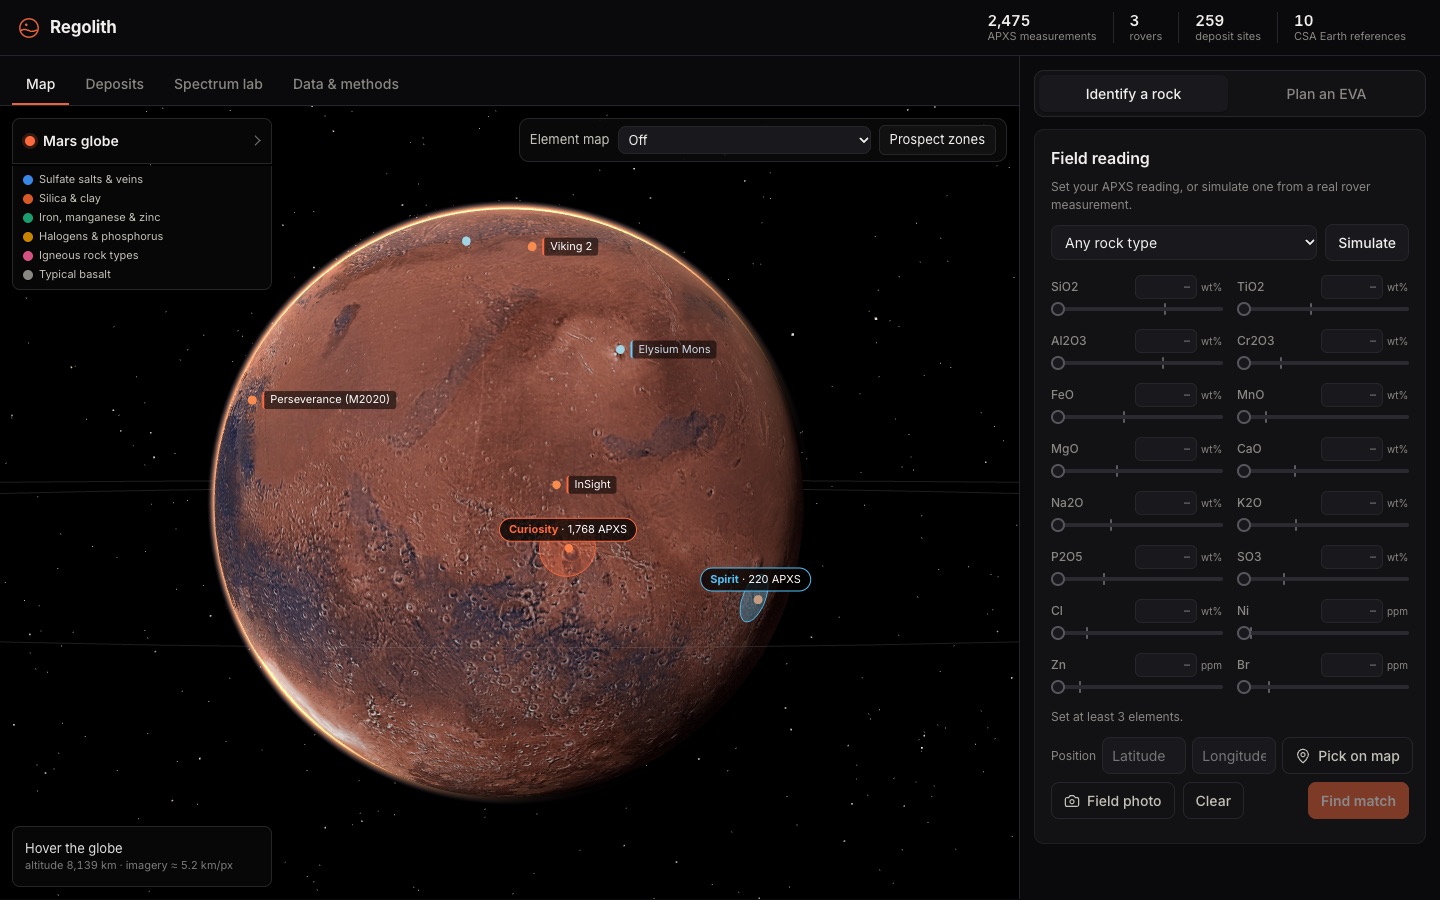 Regolith
2,475
APXS measurements
3
rovers
259
deposit sites
10
CSA Earth references
Map
Deposits
Spectrum lab
Data & methods
Identify a rock
Plan an EVA
Mars globe
Sulfate salts & veins
Silica & clay
Iron, manganese & zinc
Halogens & phosphorus
Igneous rock types
Typical basalt
Element map
Off
Prospect zones
Viking 2
Elysium Mons
Perseverance (M2020)
InSight
Curiosity · 1,768 APXS
Spirit · 220 APXS
Hover the globe
altitude 8,139 km · imagery ≈ 5.2 km/px
Field reading
Set your APXS reading, or simulate one from a real rover
measurement.
Any rock type
Simulate
SiO2 – wt% TiO2 – wt%
Al2O3 – wt% Cr2O3 – wt%
FeO – wt% MnO – wt%
MgO – wt% CaO – wt%
Na2O – wt% K2O – wt%
P2O5 – wt% SO3 – wt%
Cl – wt% Ni – ppm
Zn – ppm Br – ppm
Set at least 3 elements.
Position Latitude Longitude Pick on map
Field photo Clear Find match